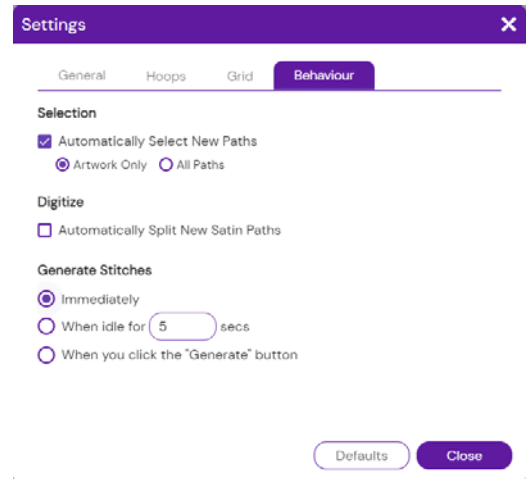 Settings
General Hoops Grid Behaviour
Selection
Automatically Select New Paths
Artwork Only All Paths
Digitize
Automatically Split New Satin Paths
Generate Stitches
Immediately
When idle for 5 secs
When you click the "Generate" button
Defaults Close